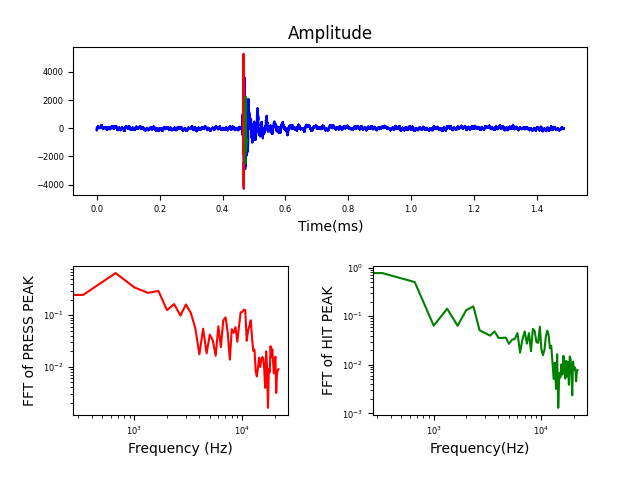 Amplitude
4000
2000
0
−2000
−4000
0.0 0.2 0.4 0.6 0.8 1.0 1.2 1.4
Time(ms)
FFT of PRESS PEAK
10⁻¹
10⁻²
10³ 10⁴
Frequency (Hz)
FFT of HIT PEAK
10⁰
10⁻¹
10⁻²
10⁻³
10³ 10⁴
Frequency(Hz)